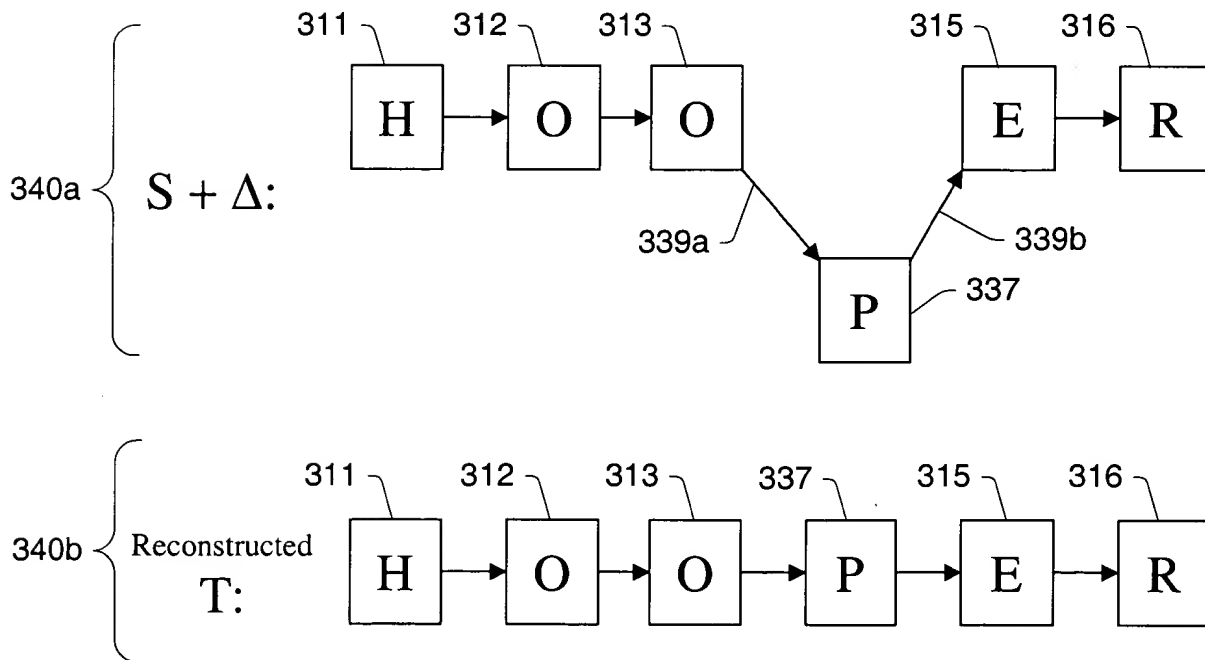 311 312 313 315 316
H O O E R
340a S + Δ:
339a 339b
P 337
311 312 313 337 315 316
340b Reconstructed
T: H O O P E R